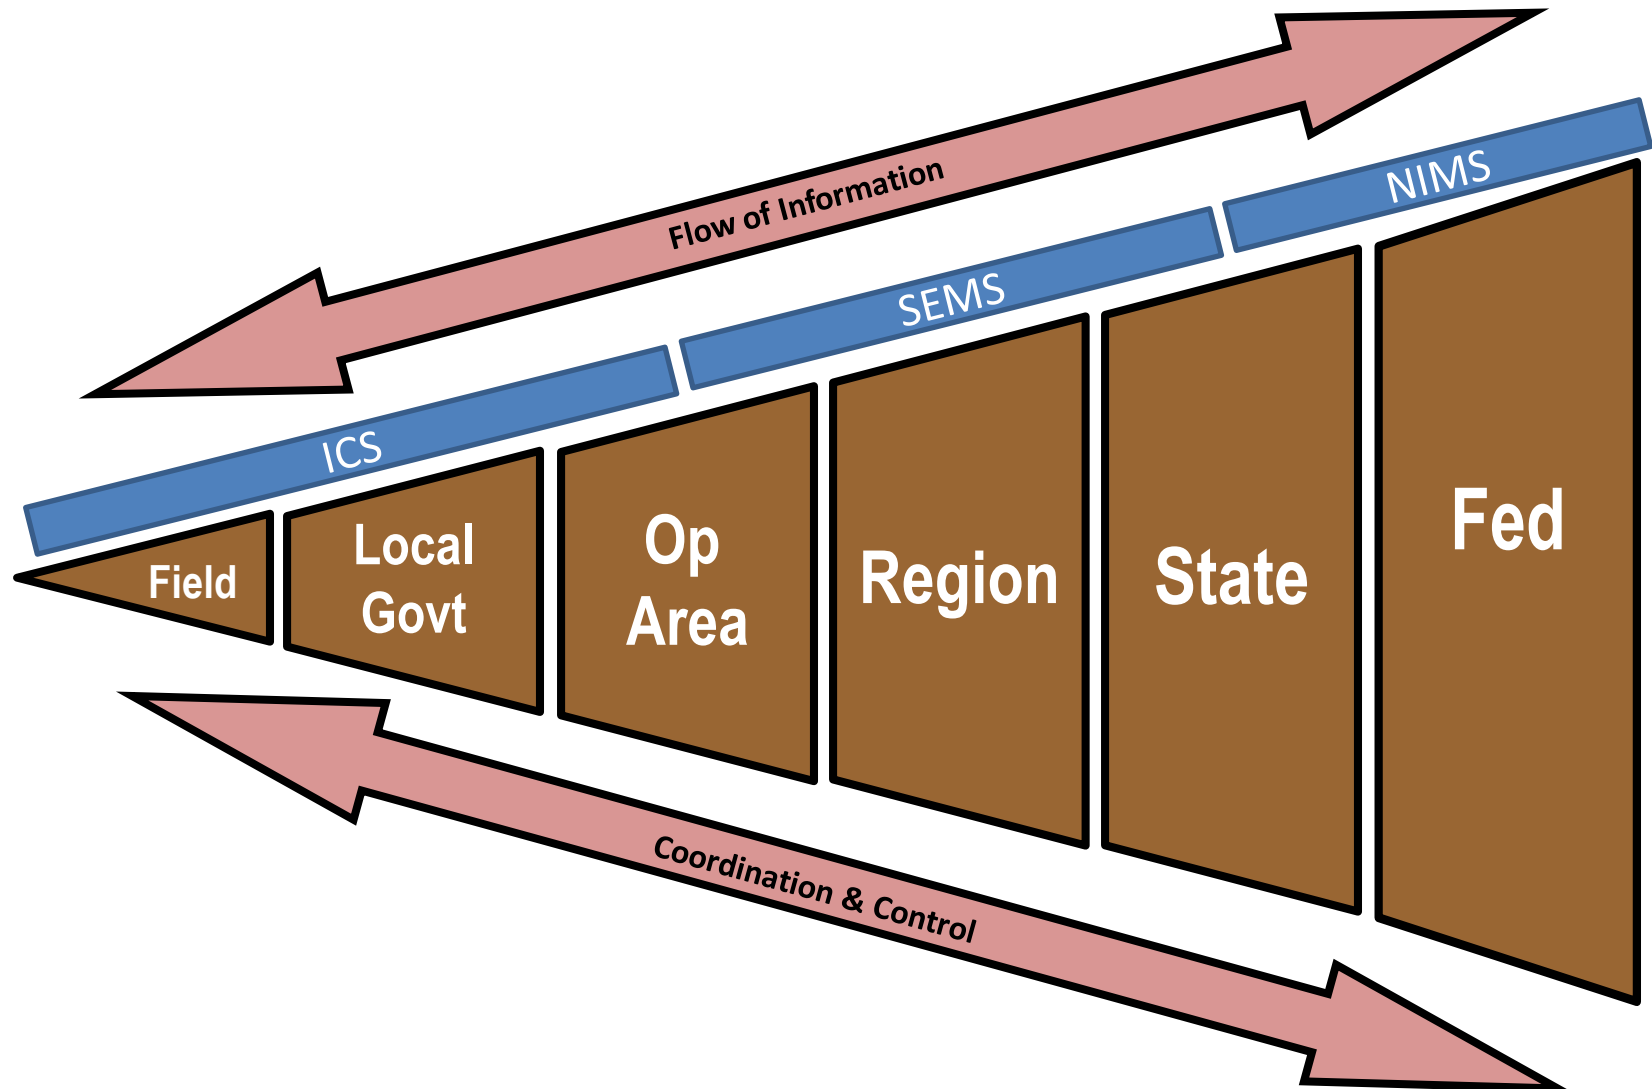 Flow of Information
NIMS
SEMS
ICS
Field
Local
Govt
Op
Area
Region
State
Fed
Coordination & Control